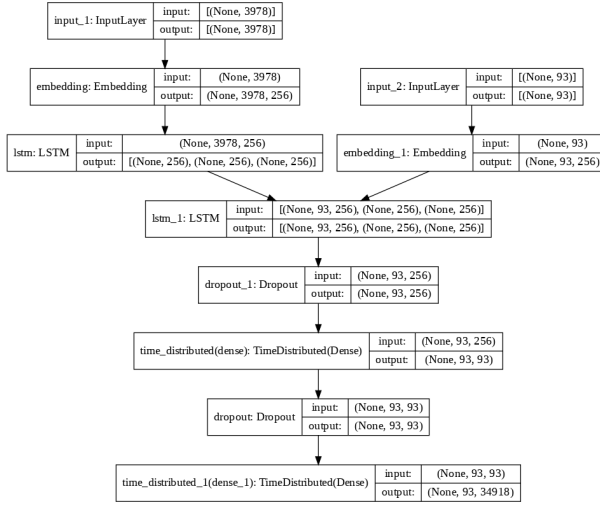 input_1: InputLayer
input: [(None, 3978)]
output: [(None, 3978)]
embedding: Embedding
input: (None, 3978)
output: (None, 3978, 256)
input_2: InputLayer
input: [(None, 93)]
output: [(None, 93)]
lstm: LSTM
input: (None, 3978, 256)
output: [(None, 256), (None, 256), (None, 256)]
embedding_1: Embedding
input: (None, 93)
output: (None, 93, 256)
lstm_1: LSTM
input: [(None, 93, 256), (None, 256), (None, 256)]
output: [(None, 93, 256), (None, 256), (None, 256)]
dropout_1: Dropout
input: (None, 93, 256)
output: (None, 93, 256)
time_distributed(dense): TimeDistributed(Dense)
input: (None, 93, 256)
output: (None, 93, 93)
dropout: Dropout
input: (None, 93, 93)
output: (None, 93, 93)
time_distributed_1(dense_1): TimeDistributed(Dense)
input: (None, 93, 93)
output: (None, 93, 34918)